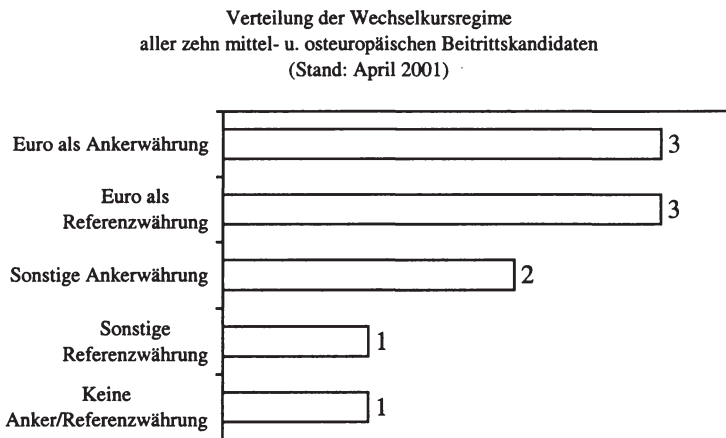 Verteilung der Wechselkursregime
aller zehn mittel- u. osteuropäischen Beitrittskandidaten
(Stand: April 2001)
Euro als Ankerwährung
3
Euro als
Referenzwährung
3
Sonstige Ankerwährung
2
Sonstige
Referenzwährung
1
Keine
Anker/Referenzwährung
1